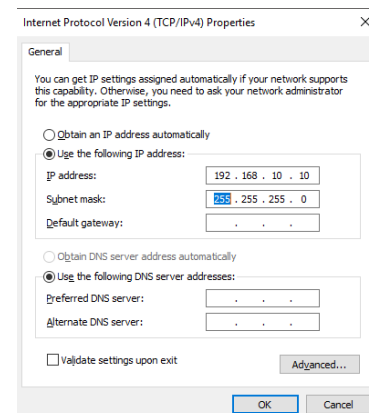 Internet Protocol Version 4 (TCP/IPv4) Properties
General
You can get IP settings assigned automatically if your network supports
this capability. Otherwise, you need to ask your network administrator
for the appropriate IP settings.
Obtain an IP address automatically
Use the following IP address:
IP address: 192 . 168 . 10 . 10
Subnet mask: 255 . 255 . 255 . 0
Default gateway: . . .
Obtain DNS server address automatically
Use the following DNS server addresses:
Preferred DNS server: . . .
Alternate DNS server: . . .
Validate settings upon exit
Advanced...
OK Cancel